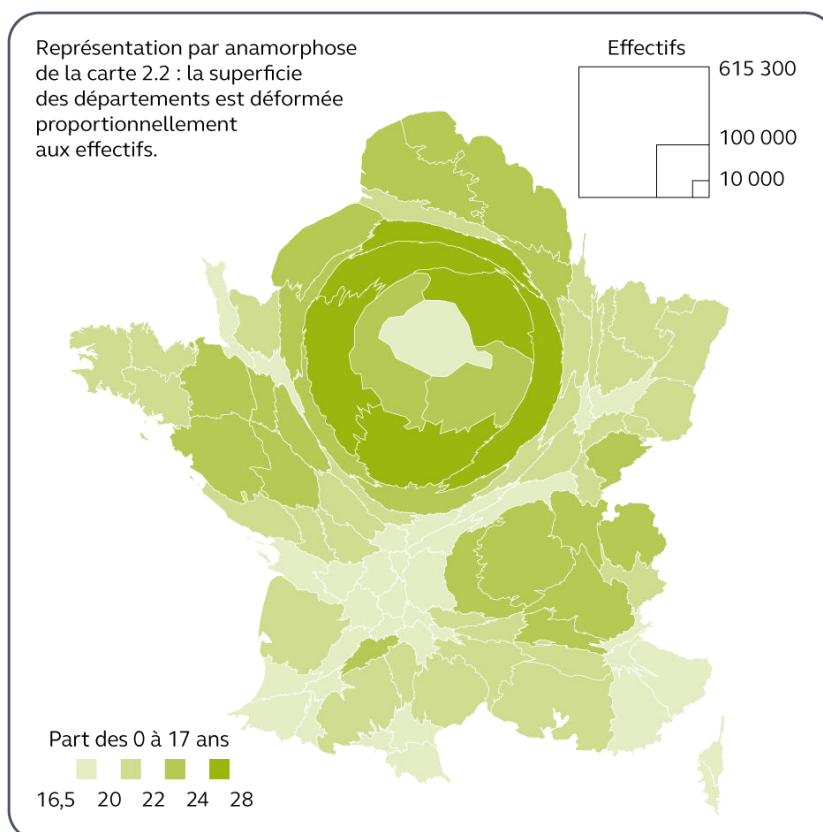 Représentation par anamorphose
de la carte 2.2 : la superficie
des départements est déformée
proportionnellement
aux effectifs.
Effectifs
615 300
100 000
10 000
Part des 0 à 17 ans
16,5 20 22 24 28